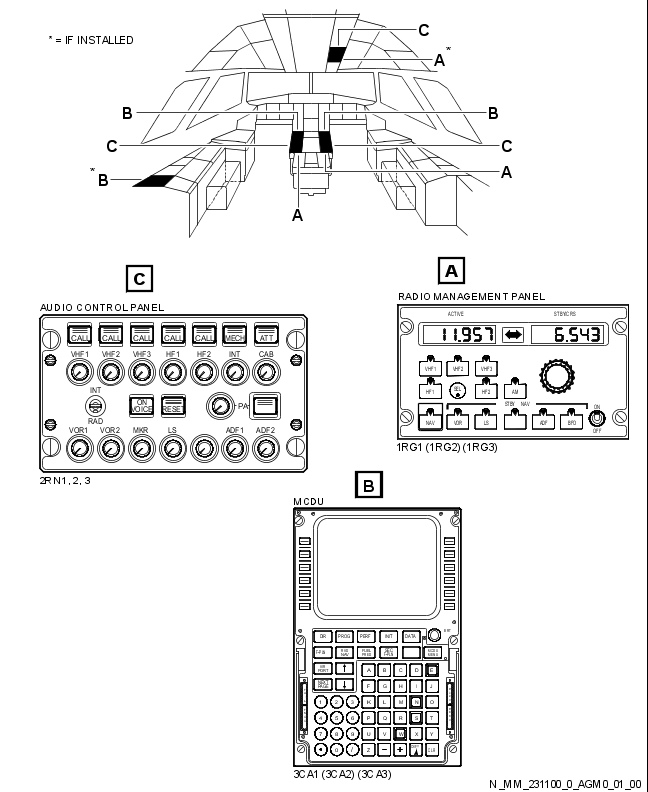 * = IF INSTALLED
C
A*
B
B
C
C
* B
A
A
C
A
AUDIO CONTROL PANEL
CALL CALL CALL CALL CALL MECH ATT
VHF1 VHF2 VHF3 HF1 HF2 INT CAB
INT
RAD
ON VOICE
RESET
PA
VOR1 VOR2 MKR LS ADF1 ADF2
2RN1, 2, 3
RADIO MANAGEMENT PANEL
ACTIVE STBY/CRS
11.957 6.543
VHF1 VHF2 VHF3
HF1 SEL HF2 AM
STBY NAV
ON
NAV VOR LS ADF BFO
OFF
1RG1 (1RG2) (1RG3)
B
MCDU
DIR PROG PERF INIT DATA BRT
F-PLN RAD NAV FUEL PRED SEC F-PLN MCDU MENU
AIR PORT ↑ A B C D E
NEXT PAGE ↓ F G H I J
1 2 3 K L M N O
4 5 6 P Q R S T
7 8 9 U V W X Y
0 / Z − + CLR
3CA1 (3CA2) (3CA3)
N_MM_231100_0_AGM0_01_00